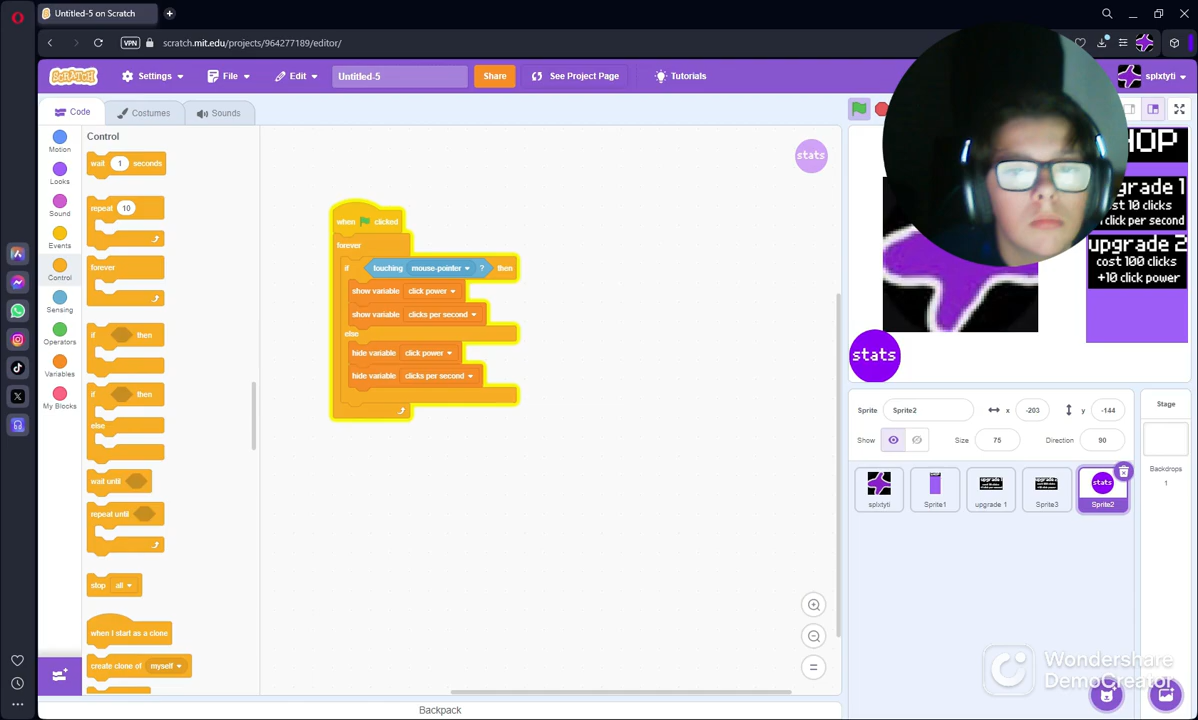 Untitled-5 on Scratch
VPN scratch.mit.edu/projects/964277189/editor/
SCRATCH Settings File Edit Untitled-5 Share See Project Page Tutorials splxtyti
Code Costumes Sounds
Motion
Looks
Sound
Events
Control
Sensing
Operators
Variables
My Blocks
Control
wait 1 seconds
repeat 10
forever
if then
if then
else
wait until
repeat until
stop all
when I start as a clone
create clone of myself
stats
when clicked
forever
if touching mouse-pointer ? then
show variable click power
show variable clicks per second
else
hide variable click power
hide variable clicks per second
HOP
grade 1
cost 10 clicks
click per second
upgrade 2
cost 100 clicks
+10 click power
stats
Sprite Sprite2 x -203 y -144
Show Size 75 Direction 90
stats
splxtyti Sprite1 upgrade 1 Sprite3 Sprite2
Stage
Backdrops
1
Backpack
Wondershare
DemoCreator